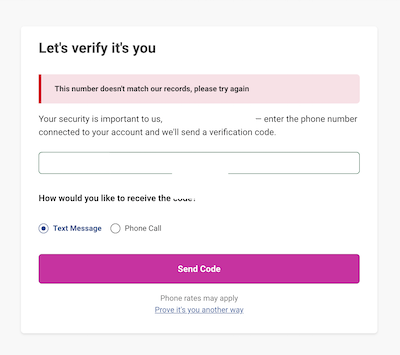 Let's verify it's you
This number doesn't match our records, please try again
Your security is important to us, — enter the phone number
connected to your account and we'll send a verification code.
How would you like to receive the code?
Text Message Phone Call
Send Code
Phone rates may apply
Prove it's you another way